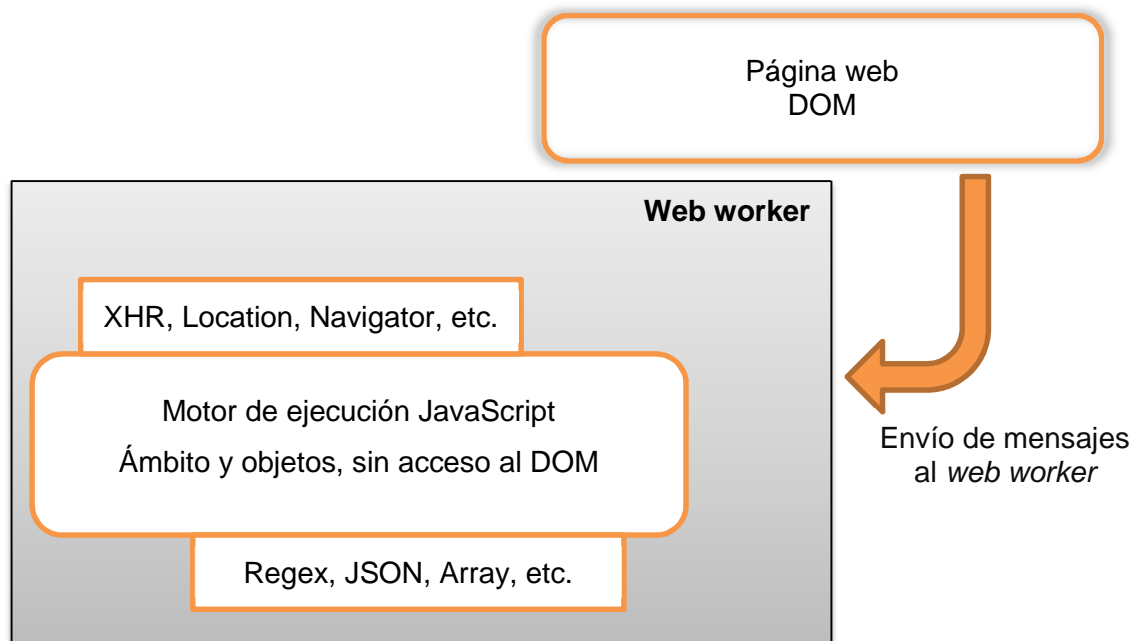 Página web
DOM
Web worker
XHR, Location, Navigator, etc.
Motor de ejecución JavaScript
Ámbito y objetos, sin acceso al DOM
Envío de mensajes
al web worker
Regex, JSON, Array, etc.